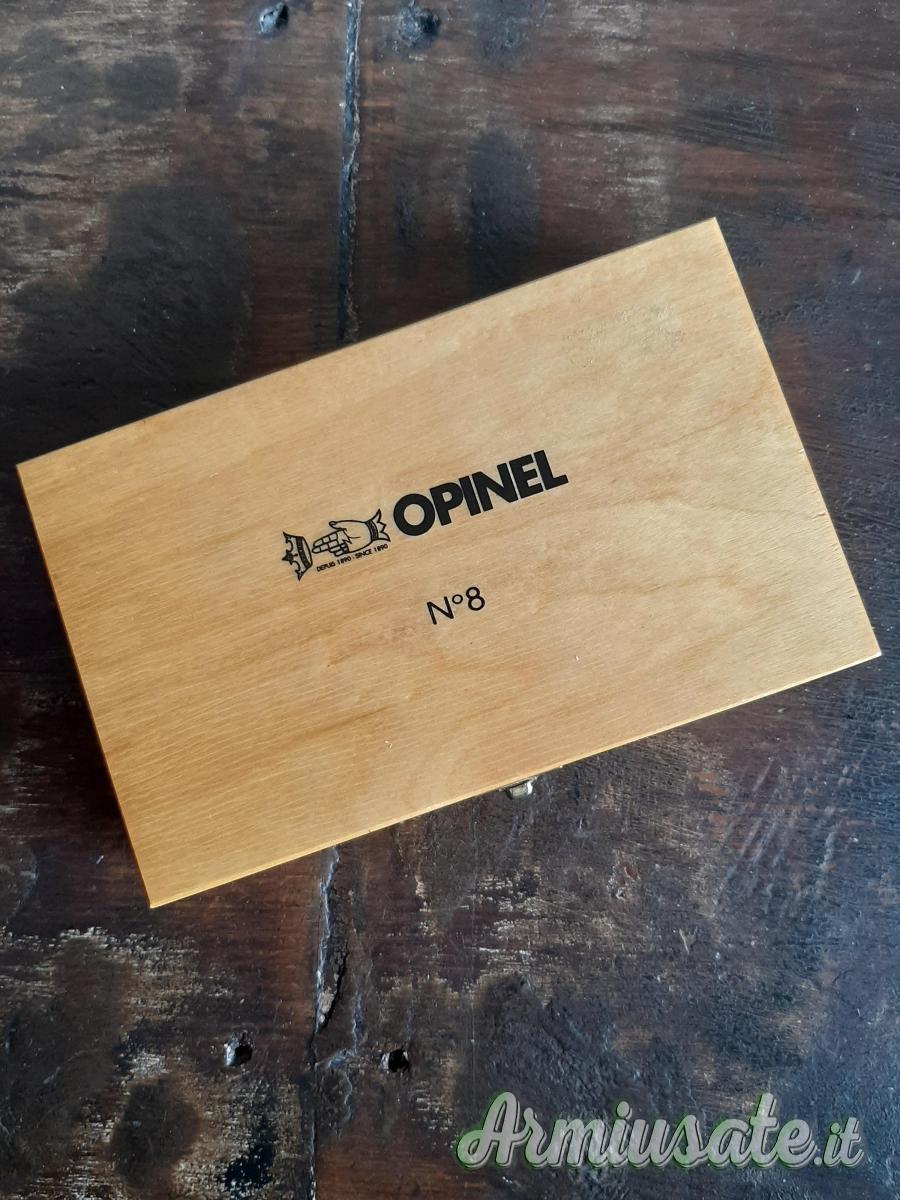 OPINEL
DEPUIS 1890 - SINCE 1890
N°8
Armiusate.it